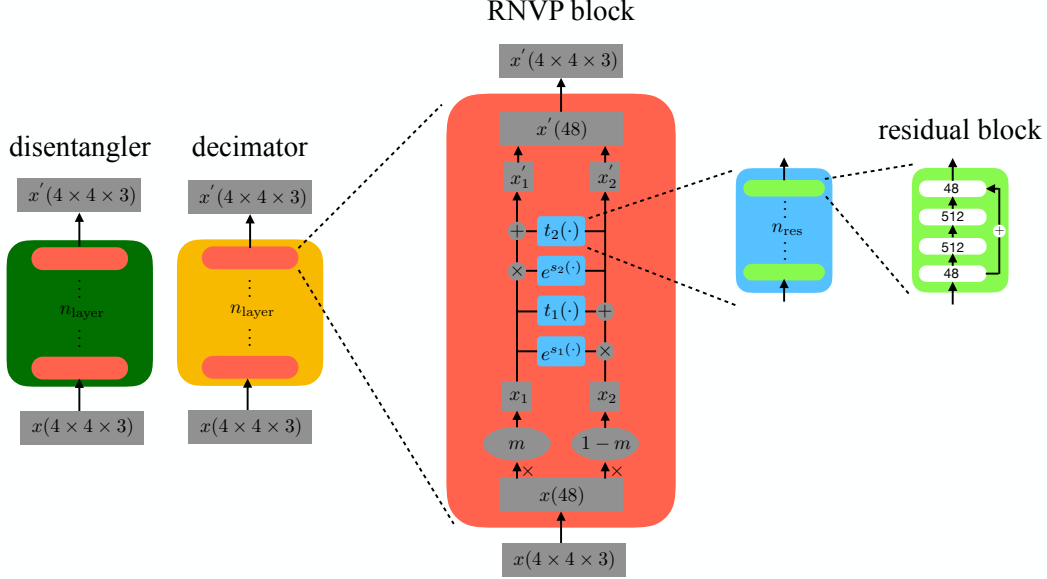 RNVP block
x′(4 × 4 × 3)
x′(48)
x′₁ x′₂
+ t₂(·)
× e^{s₂(·)}
t₁(·) +
e^{s₁(·)} ×
x₁ x₂
m 1 − m
× ×
x(48)
x(4 × 4 × 3)
disentangler
x′(4 × 4 × 3)
⋮
n_layer
⋮
x(4 × 4 × 3)
decimator
x′(4 × 4 × 3)
⋮
n_layer
⋮
x(4 × 4 × 3)
⋮
n_res
⋮
residual block
48
512
+
512
48